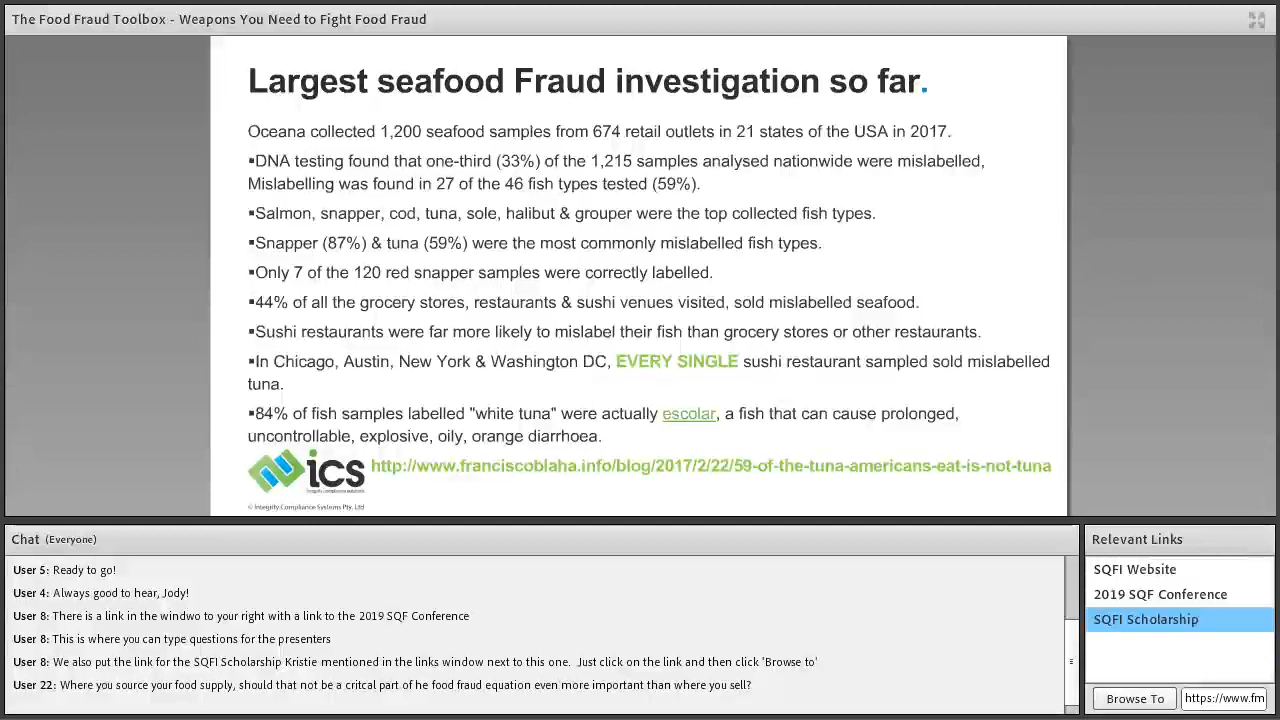 The Food Fraud Toolbox - Weapons You Need to Fight Food Fraud
Largest seafood Fraud investigation so far.
Oceana collected 1,200 seafood samples from 674 retail outlets in 21 states of the USA in 2017.
▪DNA testing found that one-third (33%) of the 1,215 samples analysed nationwide were mislabelled,
Mislabelling was found in 27 of the 46 fish types tested (59%).
▪Salmon, snapper, cod, tuna, sole, halibut & grouper were the top collected fish types.
▪Snapper (87%) & tuna (59%) were the most commonly mislabelled fish types.
▪Only 7 of the 120 red snapper samples were correctly labelled.
▪44% of all the grocery stores, restaurants & sushi venues visited, sold mislabelled seafood.
▪Sushi restaurants were far more likely to mislabel their fish than grocery stores or other restaurants.
▪In Chicago, Austin, New York & Washington DC, EVERY SINGLE sushi restaurant sampled sold mislabelled
tuna.
▪84% of fish samples labelled "white tuna" were actually escolar, a fish that can cause prolonged,
uncontrollable, explosive, oily, orange diarrhoea.
ics
integrity compliance solutions
http://www.franciscoblaha.info/blog/2017/2/22/59-of-the-tuna-americans-eat-is-not-tuna
© Integrity Compliance Systems Pty. Ltd
Chat (Everyone)
User 5: Ready to go!
User 4: Always good to hear, Jody!
User 8: There is a link in the windwo to your right with a link to the 2019 SQF Conference
User 8: This is where you can type questions for the presenters
User 8: We also put the link for the SQFI Scholarship Kristie mentioned in the links window next to this one. Just click on the link and then click 'Browse to'
User 22: Where you source your food supply, should that not be a critcal part of he food fraud equation even more important than where you sell?
Relevant Links
SQFI Website
2019 SQF Conference
SQFI Scholarship
Browse To
https://www.fm